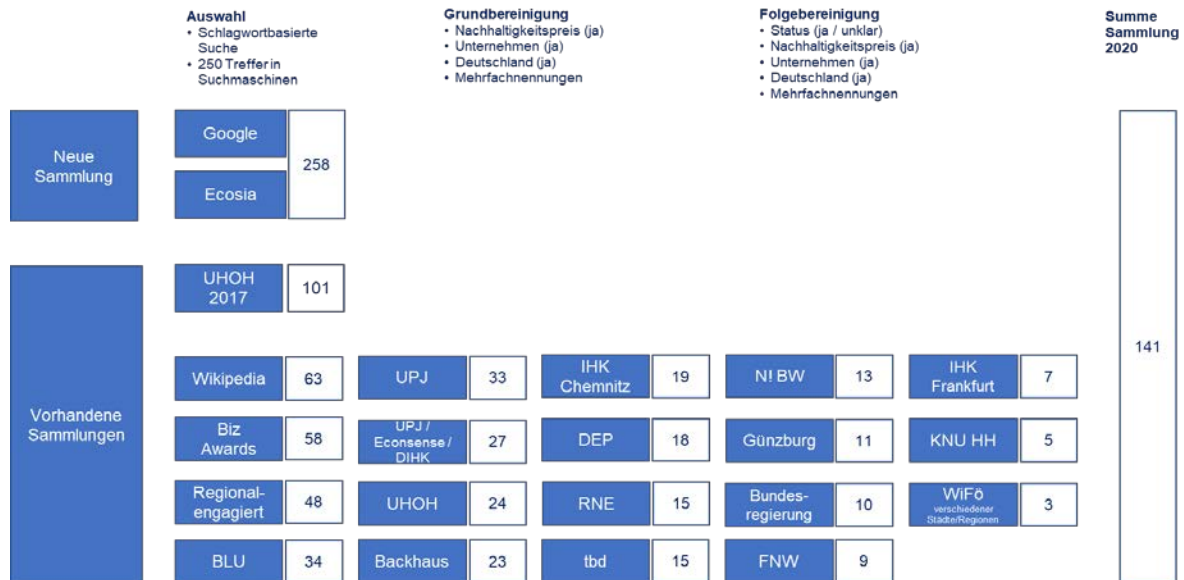 Auswahl
• Schlagwortbasierte
Suche
• 250 Treffer in
Suchmaschinen
Grundbereinigung
• Nachhaltigkeitspreis (ja)
• Unternehmen (ja)
• Deutschland (ja)
• Mehrfachnennungen
Folgebereinigung
• Status (ja / unklar)
• Nachhaltigkeitspreis (ja)
• Unternehmen (ja)
• Deutschland (ja)
• Mehrfachnennungen
Summe
Sammlung
2020
Neue
Sammlung
Google
Ecosia
258
Vorhandene
Sammlungen
UHOH
2017
101
Wikipedia
63
UPJ
33
IHK
Chemnitz
19
N! BW
13
IHK
Frankfurt
7
Biz
Awards
58
UPJ /
Econsense /
DIHK
27
DEP
18
Günzburg
11
KNU HH
5
Regional-
engagiert
48
UHOH
24
RNE
15
Bundes-
regierung
10
WiFö
verschiedener
Städte/Regionen
3
BLU
34
Backhaus
23
tbd
15
FNW
9
141